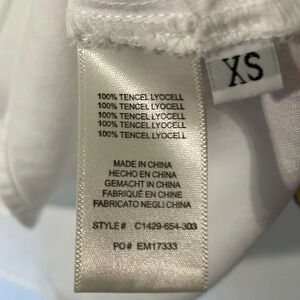 XS
100% TENCEL LYOCELL
100% TENCEL LYOCELL
100% TENCEL LYOCELL
100% TENCEL LYOCELL
100% TENCEL LYOCELL
MADE IN CHINA
HECHO EN CHINA
GEMACHT IN CHINA
FABRIQUÉ EN CHINE
FABRICATO NEGLI CHINA
STYLE# C1429-654-303
PO# EM17333